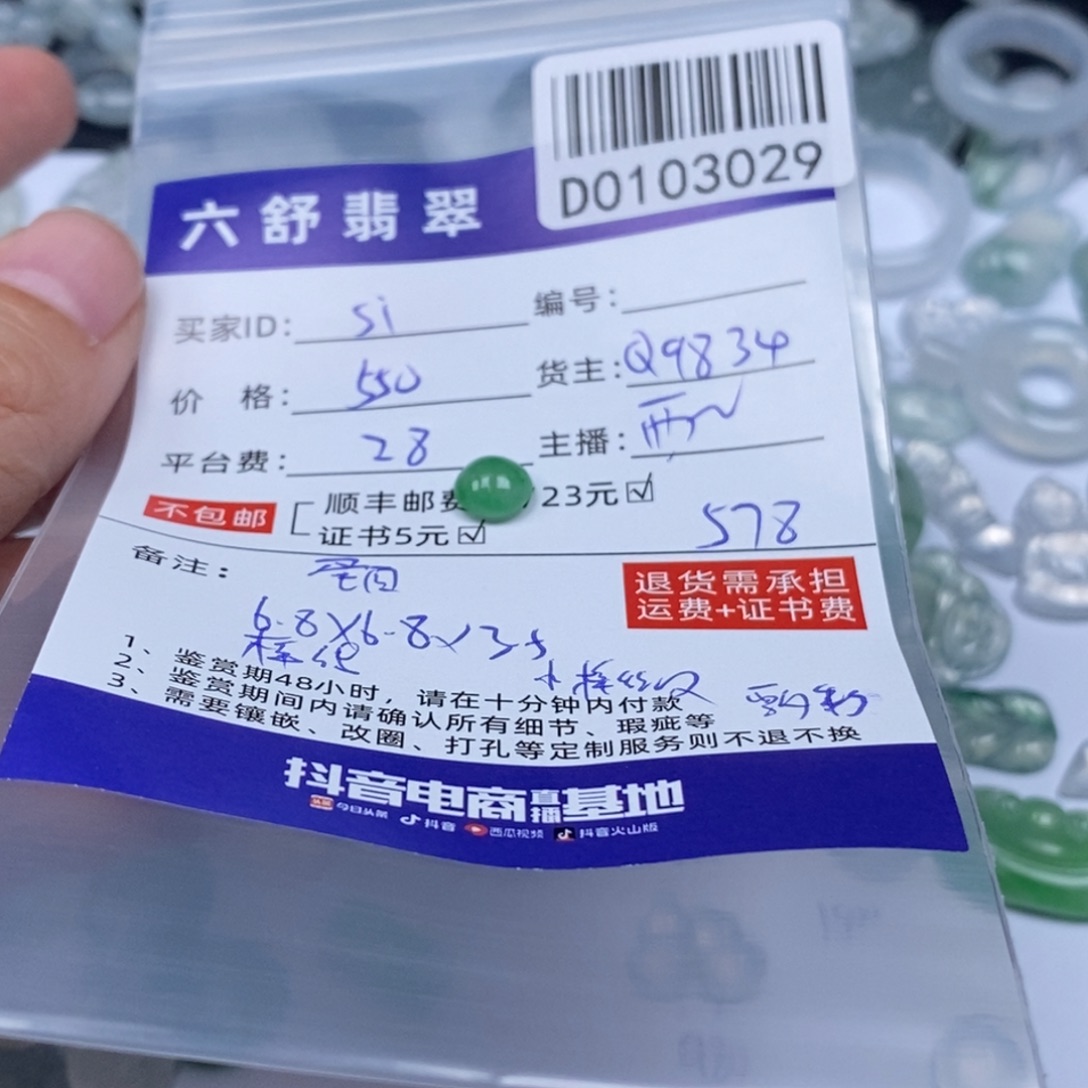 D0103029
六舒翡翠
买家ID: si
编号:
价 格: 550
货主: Q9834
平台费: 28
主播:
不包邮
顺丰邮费 23元☑
证书5元☑
578
备注: 蛋面
退货需承担
运费+证书费
6.8X6.8X3.5
1、鉴赏期48小时，请在十分钟内付款
2、鉴赏期间内请确认所有细节、瑕疵等
3、需要镶嵌、改圈、打孔等定制服务则不退不换
抖音电商直播基地
今日头条 抖音 西瓜视频 抖音火山版